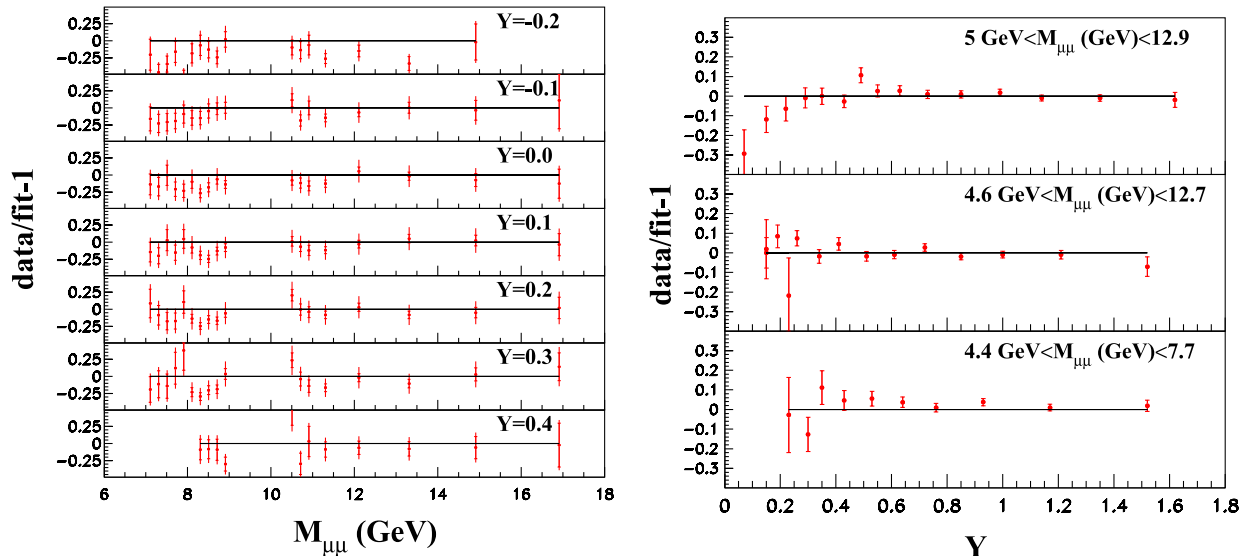 data/fit-1
0.25
0
-0.25
Y=-0.2
0.25
0
-0.25
Y=-0.1
0.25
0
-0.25
Y=0.0
0.25
0
-0.25
Y=0.1
0.25
0
-0.25
Y=0.2
0.25
0
-0.25
Y=0.3
0.25
0
-0.25
Y=0.4
6 8 10 12 14 16 18
Mμμ (GeV)
data/fit-1
0.3
0.2
0.1
0
-0.1
-0.2
-0.3
5 GeV<Mμμ (GeV)<12.9
0.3
0.2
0.1
0
-0.1
-0.2
-0.3
4.6 GeV<Mμμ (GeV)<12.7
0.3
0.2
0.1
0
-0.1
-0.2
-0.3
4.4 GeV<Mμμ (GeV)<7.7
0 0.2 0.4 0.6 0.8 1 1.2 1.4 1.6 1.8
Y